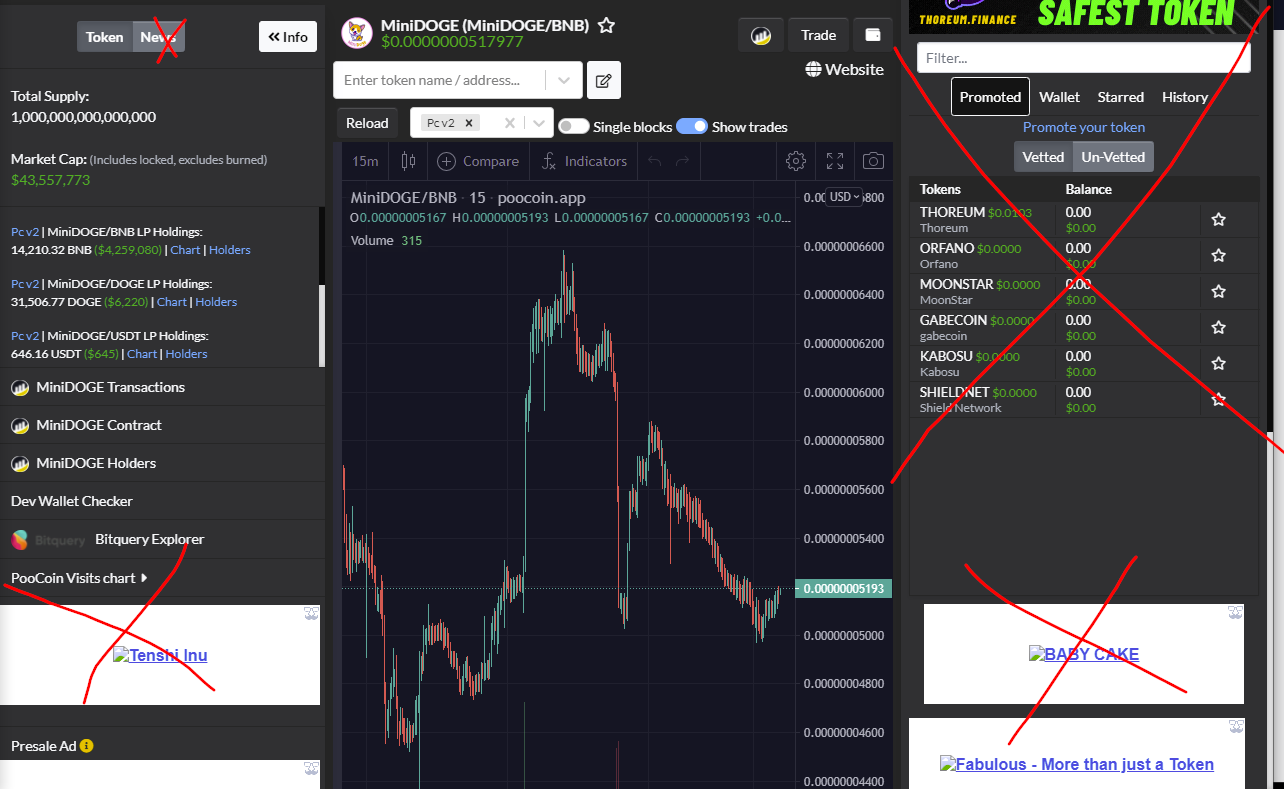 Token
News
Info
Total Supply:
1,000,000,000,000,000
Market Cap: (Includes locked, excludes burned)
$43,557,773
Pc v2 | MiniDOGE/BNB LP Holdings:
14,210.32 BNB ($4,259,080) | Chart | Holders
Pc v2 | MiniDOGE/DOGE LP Holdings:
31,506.77 DOGE ($6,220) | Chart | Holders
Pc v2 | MiniDOGE/USDT LP Holdings:
646.16 USDT ($645) | Chart | Holders
MiniDOGE Transactions
MiniDOGE Contract
MiniDOGE Holders
Dev Wallet Checker
Bitquery Bitquery Explorer
PooCoin Visits chart
Tenshi Inu
Presale Ad
MiniDOGE (MiniDOGE/BNB)
$0.0000000517977
Trade
Enter token name / address...
Website
Reload
Pc v2 ×
Single blocks
Show trades
15m
Compare
Indicators
MiniDOGE/BNB · 15 · poocoin.app
O0.00000005167 H0.00000005193 L0.00000005167 C0.00000005193 +0.0...
Volume 315
USD
0.00000006600
0.00000006400
0.00000006200
0.00000006000
0.00000005800
0.00000005600
0.00000005400
0.00000005193
0.00000005000
0.00000004800
0.00000004600
0.00000004400
THOREUM.FINANCE
SAFEST TOKEN
Filter...
Promoted
Wallet
Starred
History
Promote your token
Vetted
Un-Vetted
Tokens Balance
THOREUM $0.0103 0.00
Thoreum $0.00
ORFANO $0.0000 0.00
Orfano $0.00
MOONSTAR $0.0000 0.00
MoonStar $0.00
GABECOIN $0.0000 0.00
gabecoin $0.00
KABOSU $0.0000 0.00
Kabosu $0.00
SHIELDNET $0.0000 0.00
Shield Network $0.00
BABY CAKE
Fabulous - More than just a Token